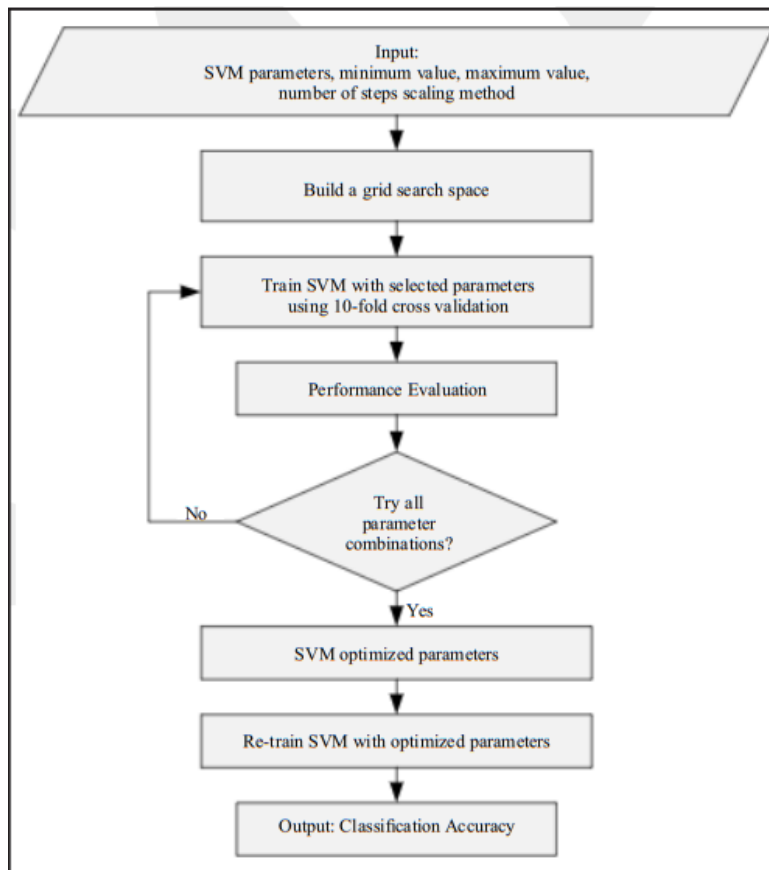 Input:
SVM parameters, minimum value, maximum value,
number of steps scaling method
Build a grid search space
Train SVM with selected parameters
using 10-fold cross validation
Performance Evaluation
Try all
parameter
combinations?
No
Yes
SVM optimized parameters
Re-train SVM with optimized parameters
Output: Classification Accuracy